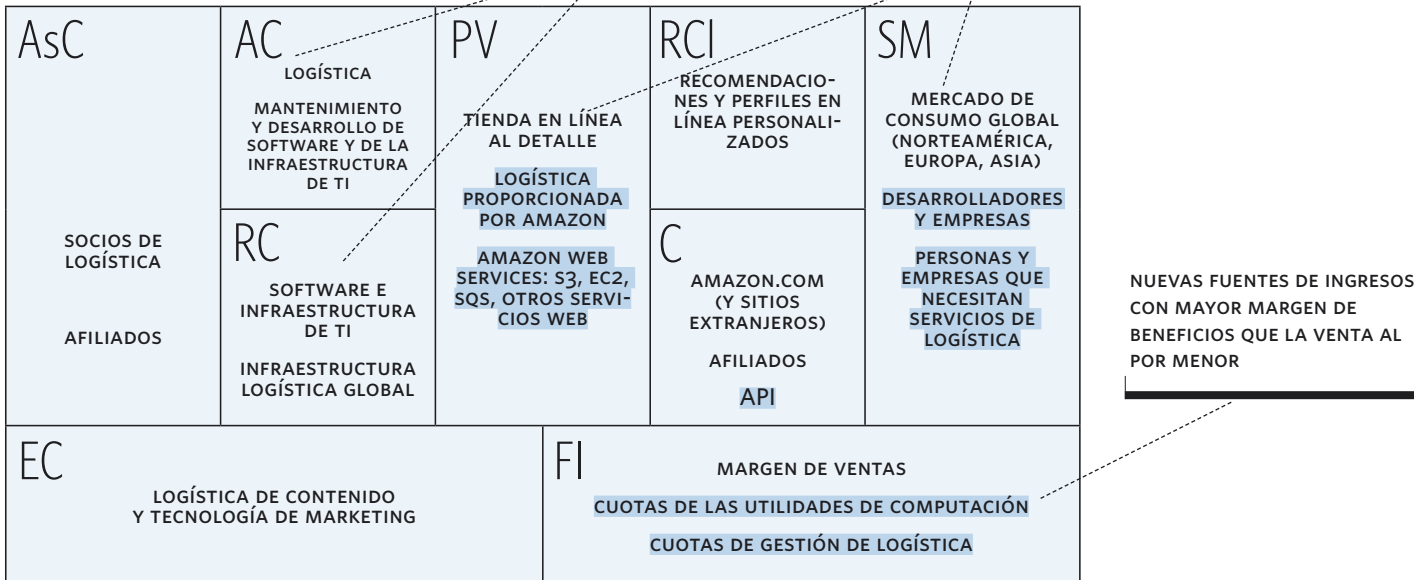 AsC
SOCIOS DE
LOGÍSTICA
AFILIADOS
AC
LOGÍSTICA
MANTENIMIENTO
Y DESARROLLO DE
SOFTWARE Y DE LA
INFRAESTRUCTURA
DE TI
RC
SOFTWARE E
INFRAESTRUCTURA
DE TI
INFRAESTRUCTURA
LOGÍSTICA GLOBAL
PV
TIENDA EN LÍNEA
AL DETALLE
LOGÍSTICA
PROPORCIONADA
POR AMAZON
AMAZON WEB
SERVICES: S3, EC2,
SQS, OTROS SERVI-
CIOS WEB
RCl
RECOMENDACIO-
NES Y PERFILES EN
LÍNEA PERSONALI-
ZADOS
C
AMAZON.COM
(Y SITIOS
EXTRANJEROS)
AFILIADOS
API
SM
MERCADO DE
CONSUMO GLOBAL
(NORTEAMÉRICA,
EUROPA, ASIA)
DESARROLLADORES
Y EMPRESAS
PERSONAS Y
EMPRESAS QUE
NECESITAN
SERVICIOS DE
LOGÍSTICA
NUEVAS FUENTES DE INGRESOS
CON MAYOR MARGEN DE
BENEFICIOS QUE LA VENTA AL
POR MENOR
EC
LOGÍSTICA DE CONTENIDO
Y TECNOLOGÍA DE MARKETING
FI
MARGEN DE VENTAS
CUOTAS DE LAS UTILIDADES DE COMPUTACIÓN
CUOTAS DE GESTIÓN DE LOGÍSTICA